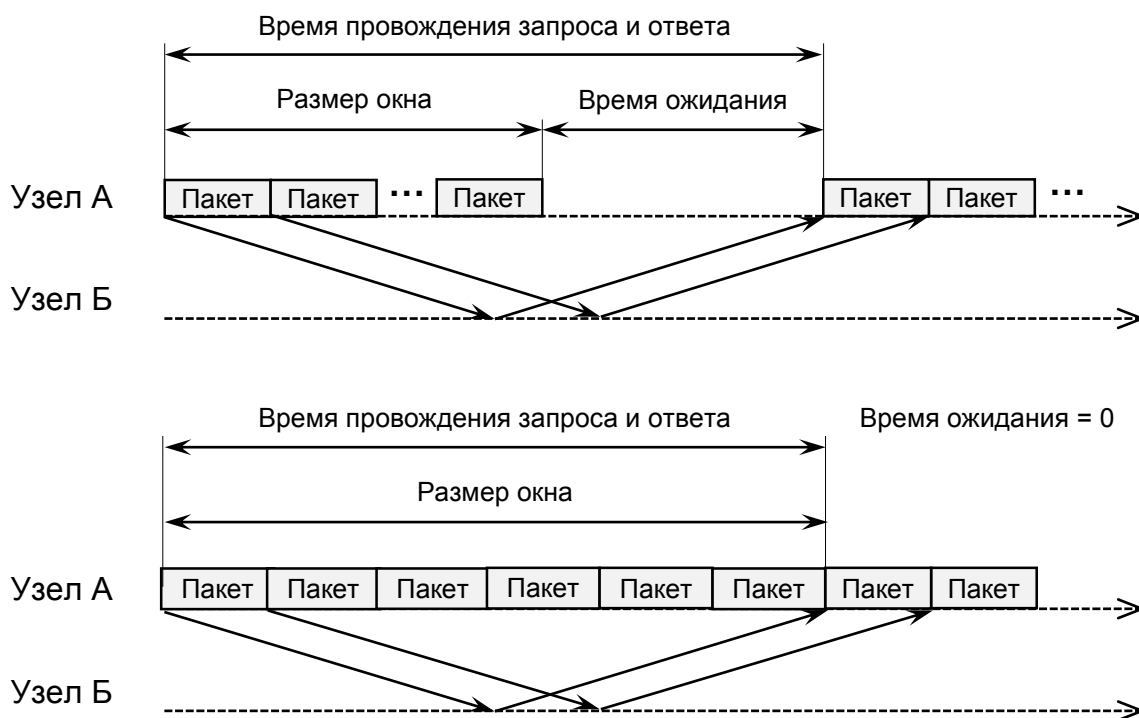 Время провождения запроса и ответа
Размер окна Время ожидания
Узел А Пакет Пакет ... Пакет Пакет Пакет ...
Узел Б
Время провождения запроса и ответа Время ожидания = 0
Размер окна
Узел А Пакет Пакет Пакет Пакет Пакет Пакет Пакет Пакет
Узел Б